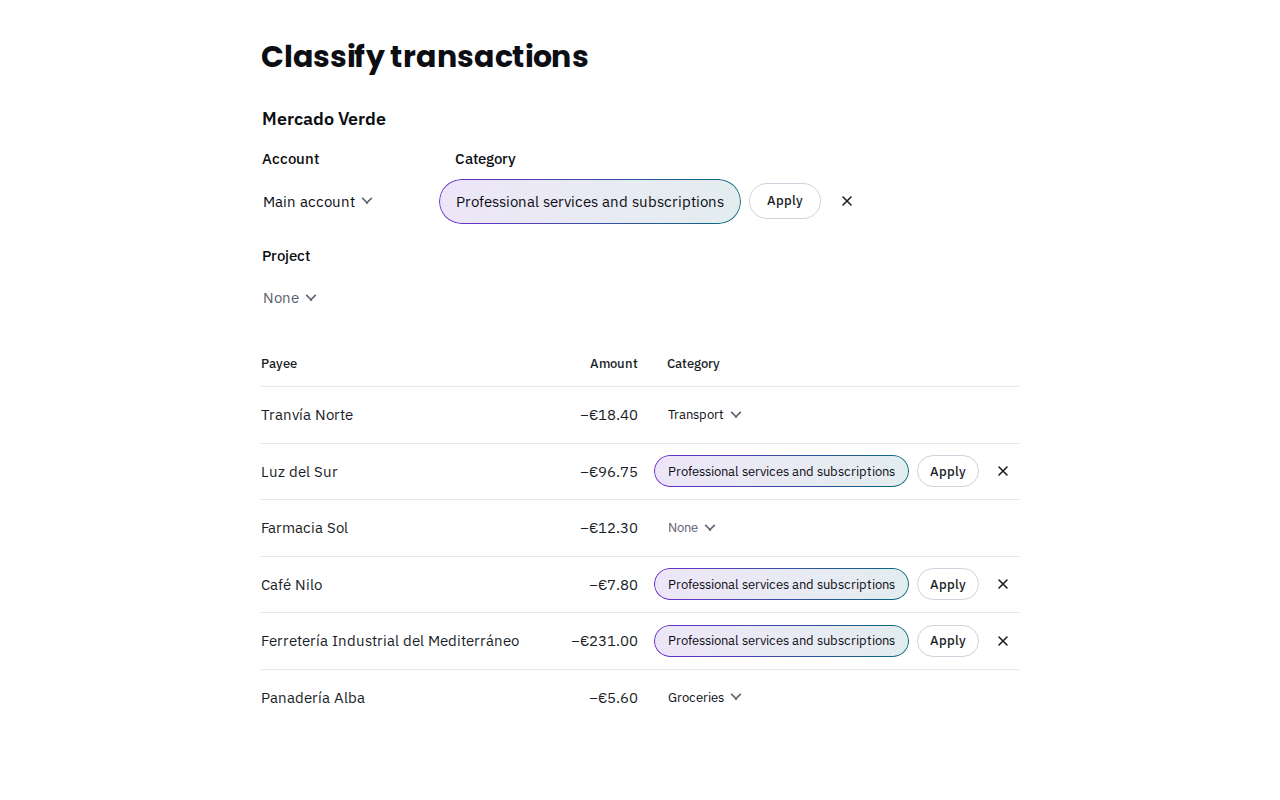 Classify transactions
Mercado Verde
Account Category
Main account Professional services and subscriptions Apply
Project
None
Payee Amount Category
Tranvía Norte −€18.40 Transport
Luz del Sur −€96.75 Professional services and subscriptions Apply
Farmacia Sol −€12.30 None
Café Nilo −€7.80 Professional services and subscriptions Apply
Ferretería Industrial del Mediterráneo −€231.00 Professional services and subscriptions Apply
Panadería Alba −€5.60 Groceries